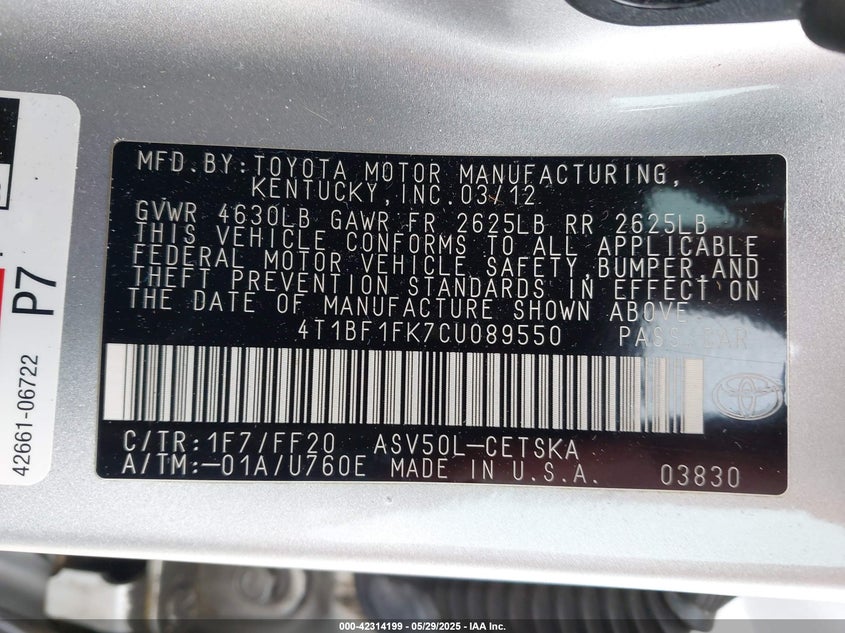 MFD.BY:TOYOTA MOTOR MANUFACTURING,
KENTUCKY,INC.03/12
GVWR 4630LB GAWR FR 2625LB RR 2625LB
THIS VEHICLE CONFORMS TO ALL APPLICABLE
FEDERAL MOTOR VEHICLE SAFETY,BUMPER,AND
THEFT PREVENTION STANDARDS IN EFFECT ON
THE DATE OF MANUFACTURE SHOWN ABOVE.
4T1BF1FK7CU089550 PASS.CAR
C/TR:1F7/FF20 ASV50L-CETSKA
A/TM:-01A/U760E MADE IN U.S.A. 03830
P7
42661-06722
000-42314199 - 05/29/2025 - IAA Inc.